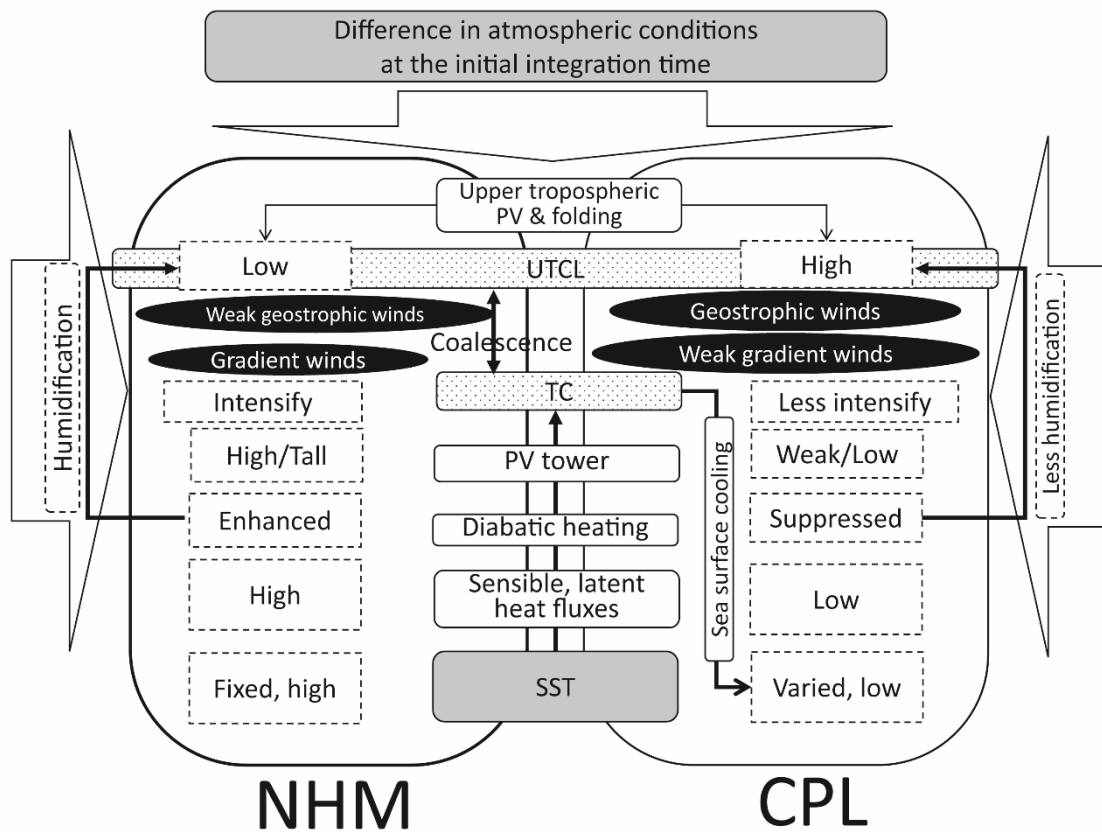 Difference in atmospheric conditions
at the initial integration time
Upper tropospheric
PV & folding
Low
UTCL
High
Weak geostrophic winds
Geostrophic winds
Coalescence
Gradient winds
Weak gradient winds
Humidification
Less humidification
Intensify
TC
Less intensify
High/Tall
PV tower
Weak/Low
Enhanced
Diabatic heating
Suppressed
Sea surface cooling
High
Sensible, latent
heat fluxes
Low
Fixed, high
SST
Varied, low
NHM
CPL